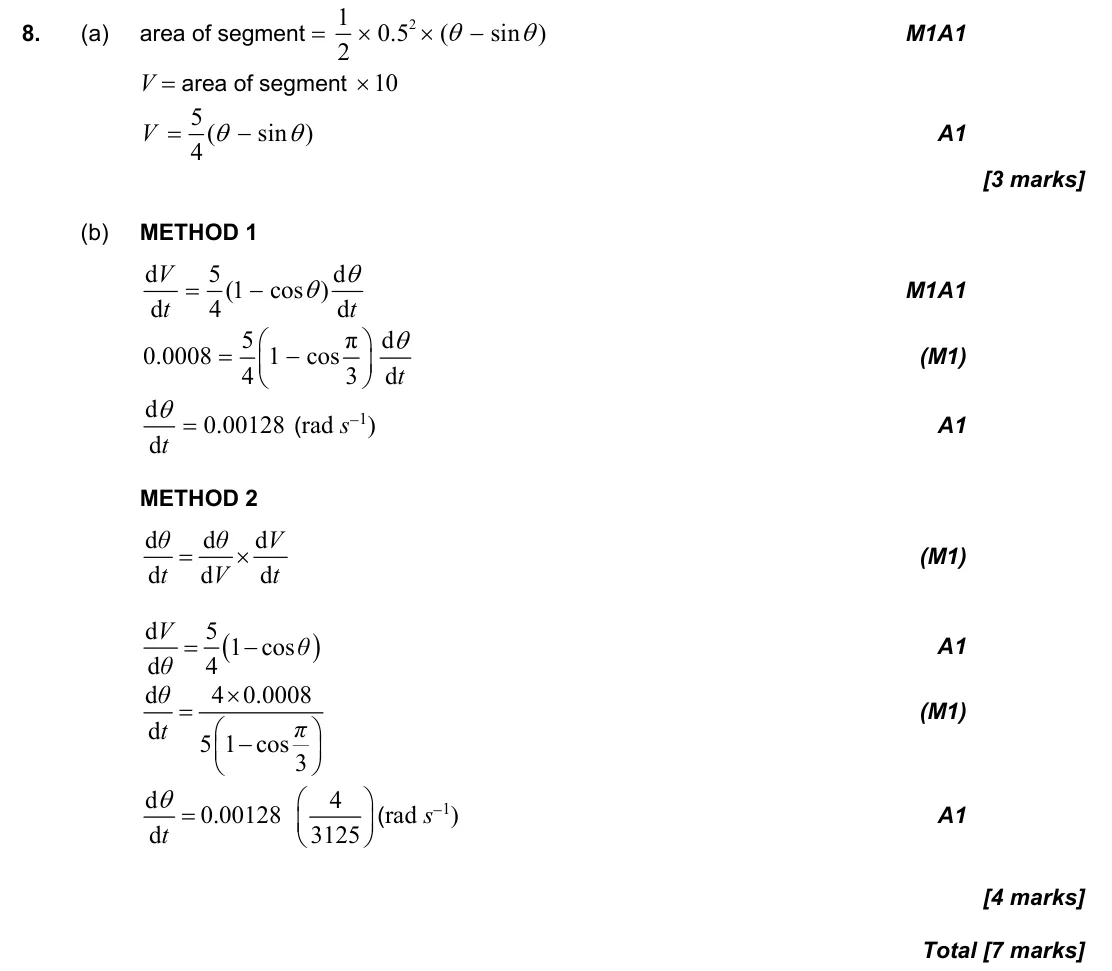 8. (a) area of segment = 1/2 × 0.5² × (θ − sin θ) M1A1
V = area of segment × 10
V = 5/4 (θ − sin θ) A1
[3 marks]
(b) METHOD 1
dV/dt = 5/4 (1 − cos θ) dθ/dt M1A1
0.0008 = 5/4 (1 − cos π/3) dθ/dt (M1)
dθ/dt = 0.00128 (rad s⁻¹) A1
METHOD 2
dθ/dt = dθ/dV × dV/dt (M1)
dV/dθ = 5/4 (1 − cos θ) A1
dθ/dt = 4 × 0.0008 / 5(1 − cos π/3) (M1)
dθ/dt = 0.00128 (4/3125) (rad s⁻¹) A1
[4 marks]
Total [7 marks]